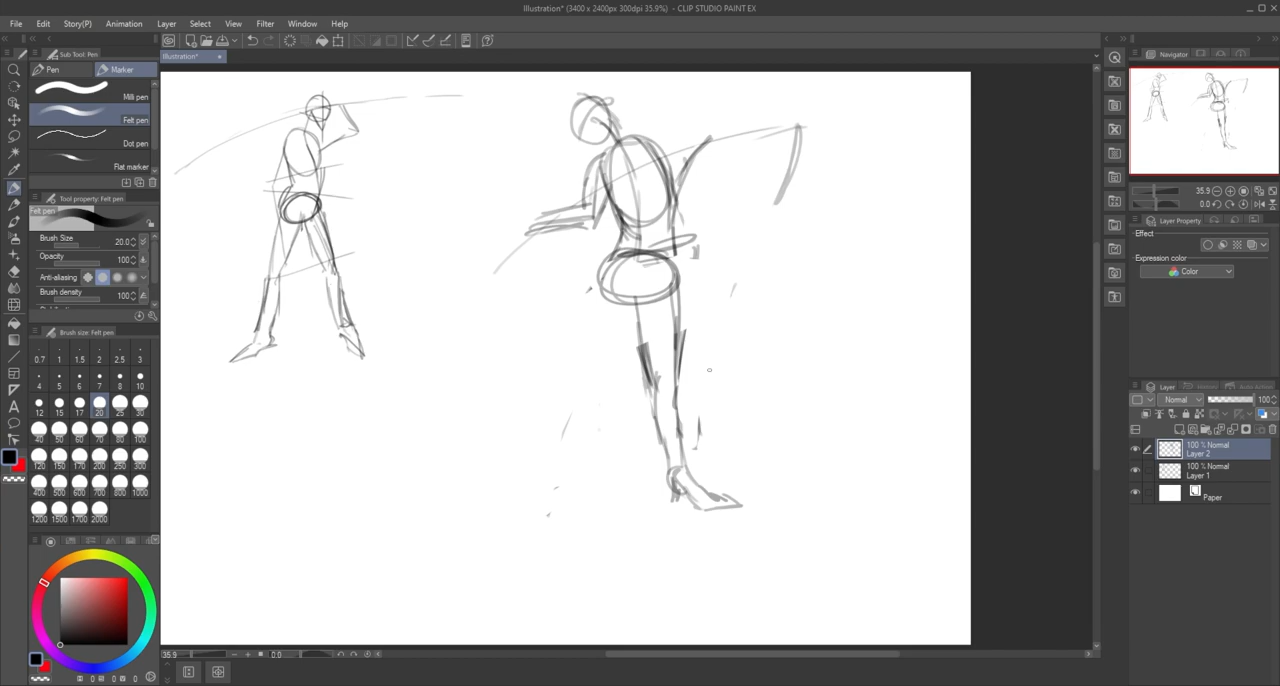 Illustration* (3400 x 2400px 300dpi 35.9%) - CLIP STUDIO PAINT EX
File Edit Story(P) Animation Layer Select View Filter Window Help
Sub Tool: Pen
Pen Marker
Milli pen
Felt pen
Dot pen
Flat marker
Tool property: Felt pen
Felt pen
Brush Size 20.0
Opacity 100
Anti-aliasing
Brush density 100
Brush size: Felt pen
0.7 1 1.5 2 2.5 3
4 5 6 7 8 10
12 15 17 20 25 30
40 50 60 70 80 100
120 150 170 200 250 300
400 500 600 700 800 1000
1200 1500 1700 2000
0 0 0
Illustration*
35.9 0.0
Navigator
35.9
0.0
Layer Property
Effect
Expression color
Color
Layer History Auto Action
Normal 100
100 % Normal
Layer 2
100 % Normal
Layer 1
Paper